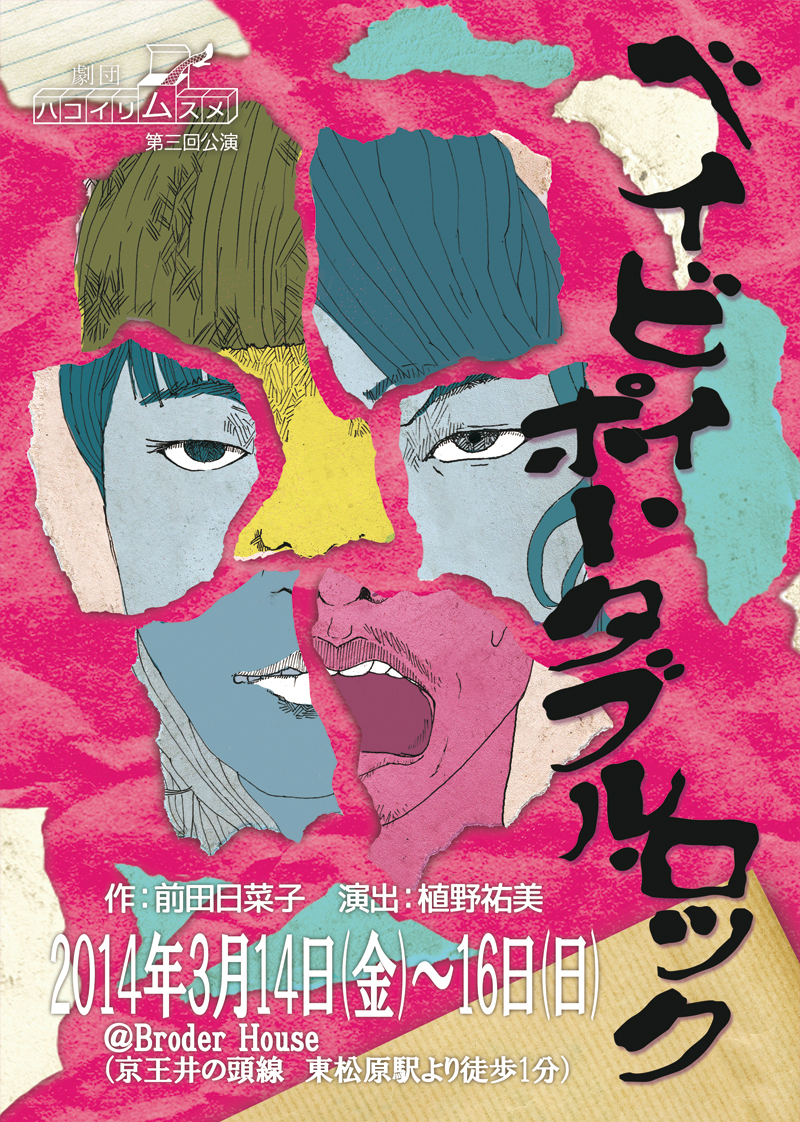 劇団
ハコイリムスメ
第三回公演
ベイビィ
ポータブル
ロック
作：前田日菜子　演出：植野祐美
2014年3月14日(金)～16日(日)
@Broder House
(京王井の頭線　東松原駅より徒歩1分)